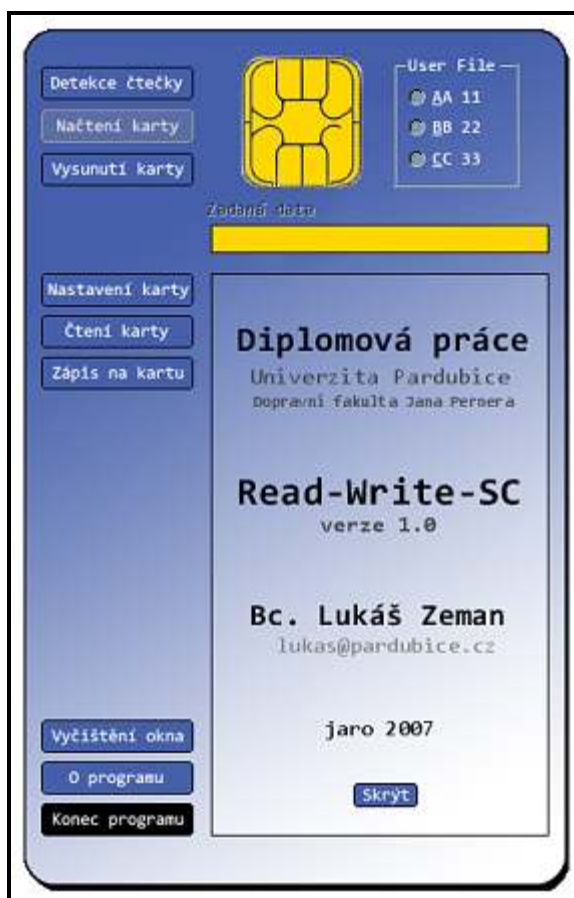 Detekce čtečky
Načtení karty
Vysunutí karty
User File
AA 11
BB 22
CC 33
Zadaná data
Nastavení karty
Čtení karty
Zápis na kartu
Diplomová práce
Univerzita Pardubice
Dopravní fakulta Jana Pernera
Read-Write-SC
verze 1.0
Bc. Lukáš Zeman
lukas@pardubice.cz
jaro 2007
Skrýt
Vyčištění okna
O programu
Konec programu